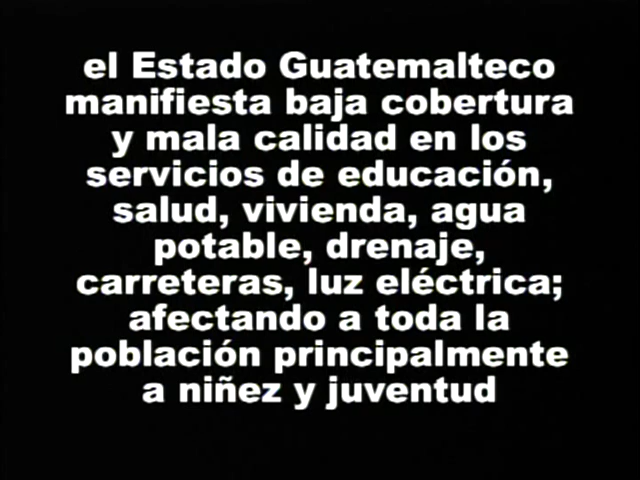 el Estado Guatemalteco
manifiesta baja cobertura
y mala calidad en los
servicios de educación,
salud, vivienda, agua
potable, drenaje,
carreteras, luz eléctrica;
afectando a toda la
población principalmente
a niñez y juventud